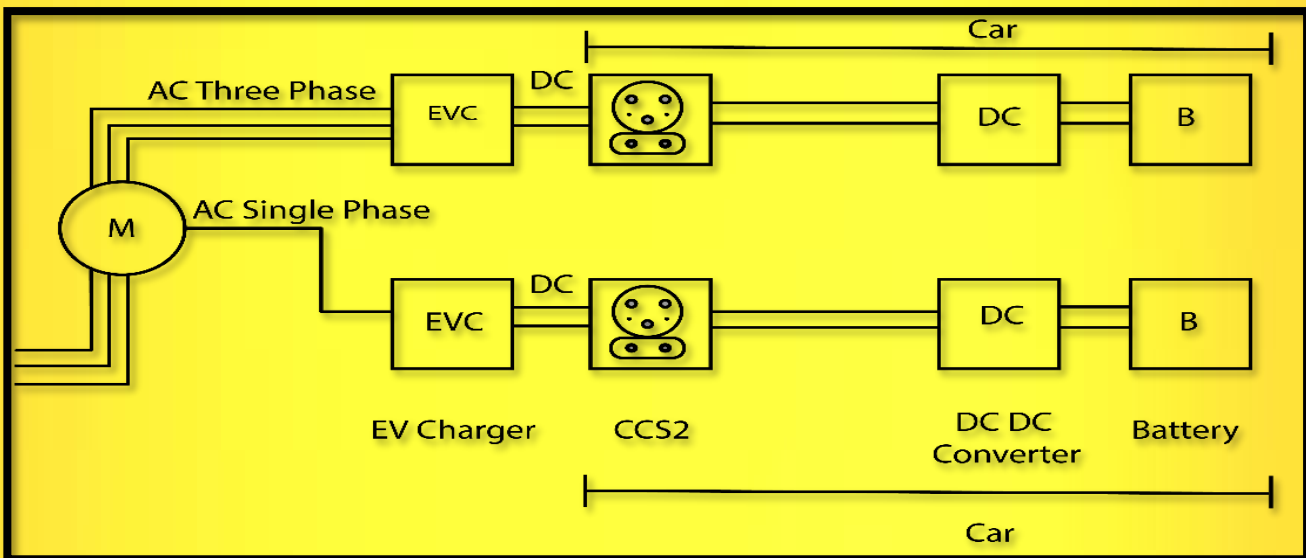 Car
AC Three Phase
EVC
DC
DC
B
M
AC Single Phase
DC
EVC
DC
B
EV Charger
CCS2
DC DC
Converter
Battery
Car